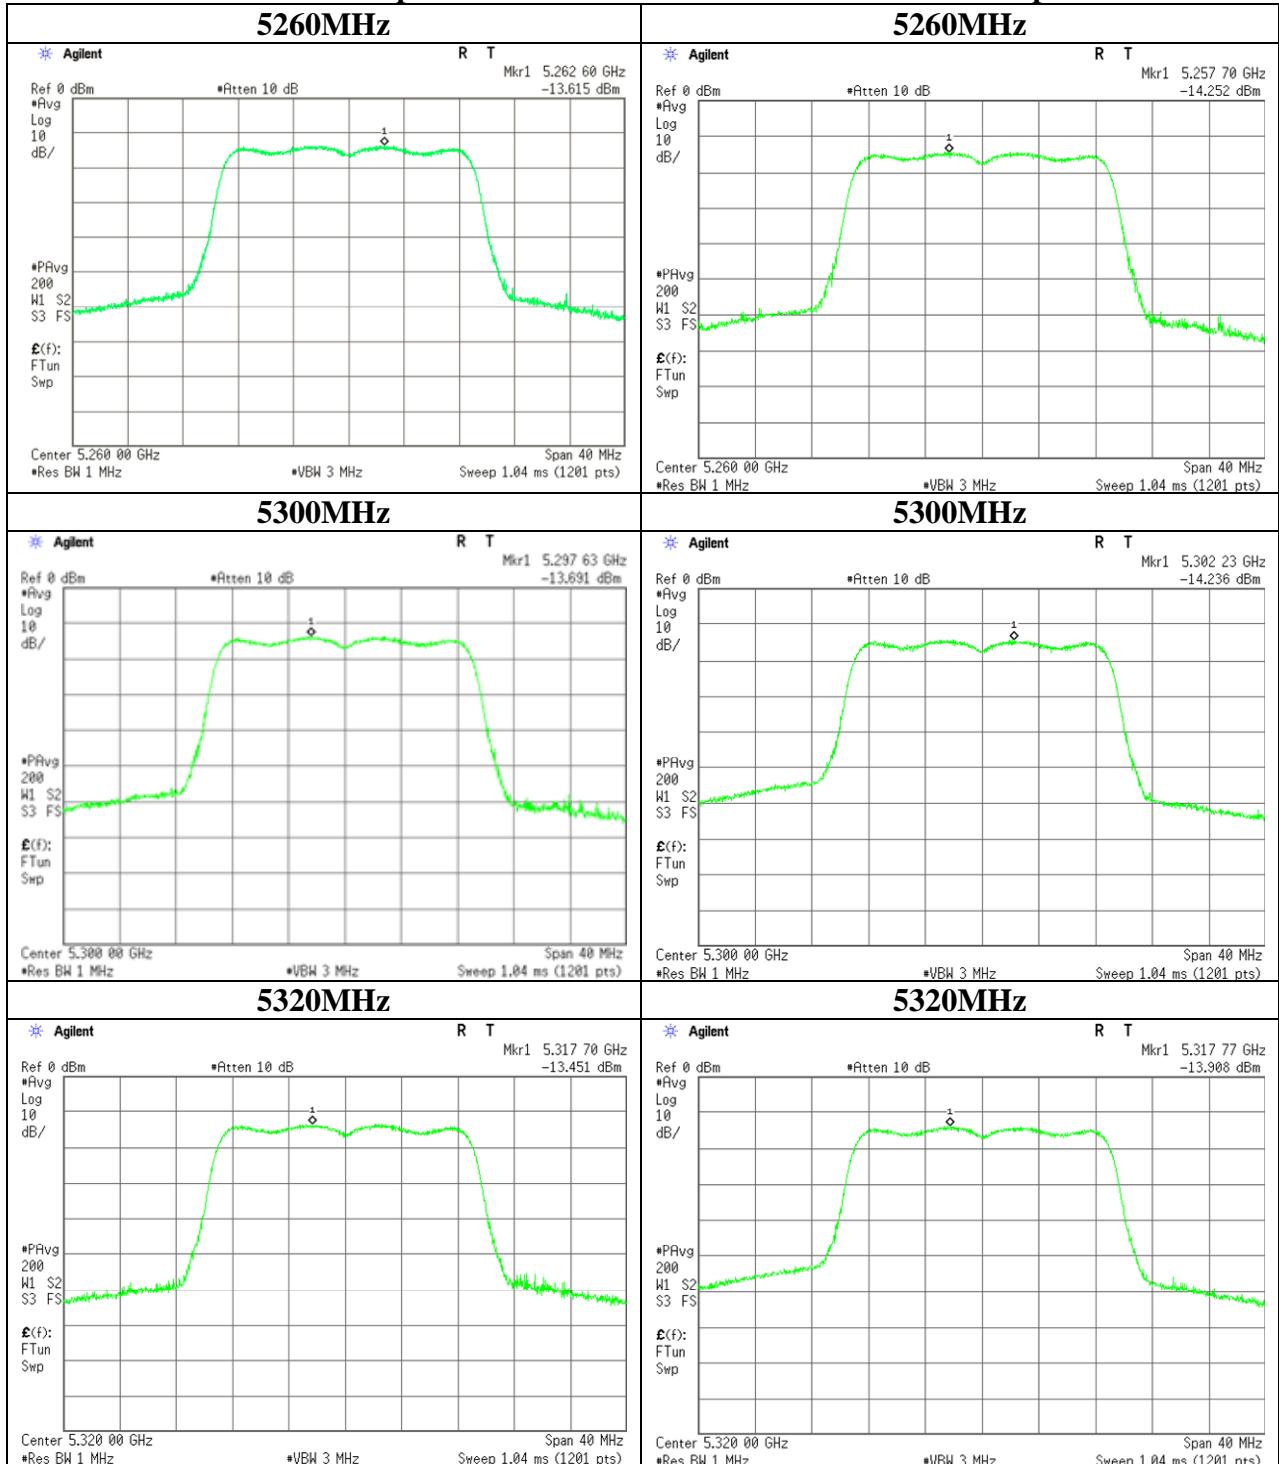 5260MHz
Agilent
R T
Mkr1 5.262 60 GHz
Ref 0 dBm
#Atten 10 dB
-13.615 dBm
#Avg
Log
10
dB/
1
#PAvg
200
W1 S2
S3 FS
£(f):
FTun
Swp
Center 5.260 00 GHz
Span 40 MHz
#Res BW 1 MHz
#VBW 3 MHz
Sweep 1.04 ms (1201 pts)
5260MHz
Agilent
R T
Mkr1 5.257 70 GHz
Ref 0 dBm
#Atten 10 dB
-14.252 dBm
#Avg
Log
10
dB/
1
#PAvg
200
W1 S2
S3 FS
£(f):
FTun
Swp
Center 5.260 00 GHz
Span 40 MHz
#Res BW 1 MHz
#VBW 3 MHz
Sweep 1.04 ms (1201 pts)
5300MHz
Agilent
R T
Mkr1 5.297 63 GHz
Ref 0 dBm
#Atten 10 dB
-13.691 dBm
#Avg
Log
10
dB/
1
#PAvg
200
W1 S2
S3 FS
£(f):
FTun
Swp
Center 5.300 00 GHz
Span 40 MHz
#Res BW 1 MHz
#VBW 3 MHz
Sweep 1.04 ms (1201 pts)
5300MHz
Agilent
R T
Mkr1 5.302 23 GHz
Ref 0 dBm
#Atten 10 dB
-14.236 dBm
#Avg
Log
10
dB/
1
#PAvg
200
W1 S2
S3 FS
£(f):
FTun
Swp
Center 5.300 00 GHz
Span 40 MHz
#Res BW 1 MHz
#VBW 3 MHz
Sweep 1.04 ms (1201 pts)
5320MHz
Agilent
R T
Mkr1 5.317 70 GHz
Ref 0 dBm
#Atten 10 dB
-13.451 dBm
#Avg
Log
10
dB/
1
#PAvg
200
W1 S2
S3 FS
£(f):
FTun
Swp
Center 5.320 00 GHz
Span 40 MHz
#Res BW 1 MHz
#VBW 3 MHz
Sweep 1.04 ms (1201 pts)
5320MHz
Agilent
R T
Mkr1 5.317 77 GHz
Ref 0 dBm
#Atten 10 dB
-13.908 dBm
#Avg
Log
10
dB/
1
#PAvg
200
W1 S2
S3 FS
£(f):
FTun
Swp
Center 5.320 00 GHz
Span 40 MHz
#Res BW 1 MHz
#VBW 3 MHz
Sweep 1.04 ms (1201 pts)